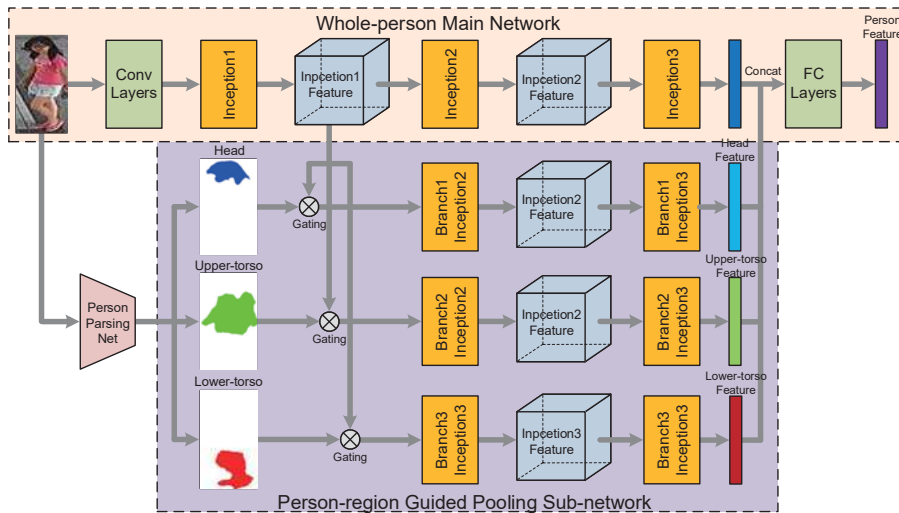 Whole-person Main Network
Person
Feature
Conv
Layers
Inception1
Inpcetion1
Feature
Inception2
Inpcetion2
Feature
Inception3
Concat
FC
Layers
Head
Head
Feature
Gating
Branch1
Inception2
Inpcetion2
Feature
Branch1
Inception3
Upper-torso
Upper-torso
Feature
Person
Parsing
Net
Gating
Branch2
Inception2
Inpcetion2
Feature
Branch2
Inception3
Lower-torso
Lower-torso
Feature
Gating
Branch3
Inception3
Inpcetion3
Feature
Branch3
Inception3
Person-region Guided Pooling Sub-network